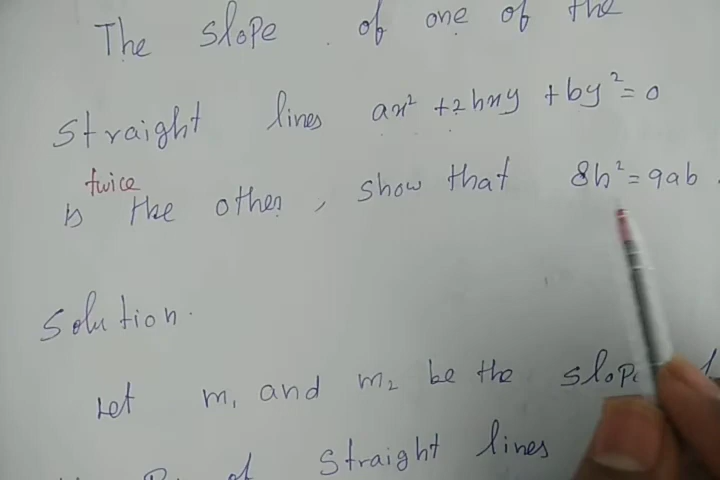 The slope of one of the
straight lines ax² + 2hxy + by² = 0
twice
is the other, show that 8h² = 9ab.
Solution.
Let m₁ and m₂ be the
of straight lines